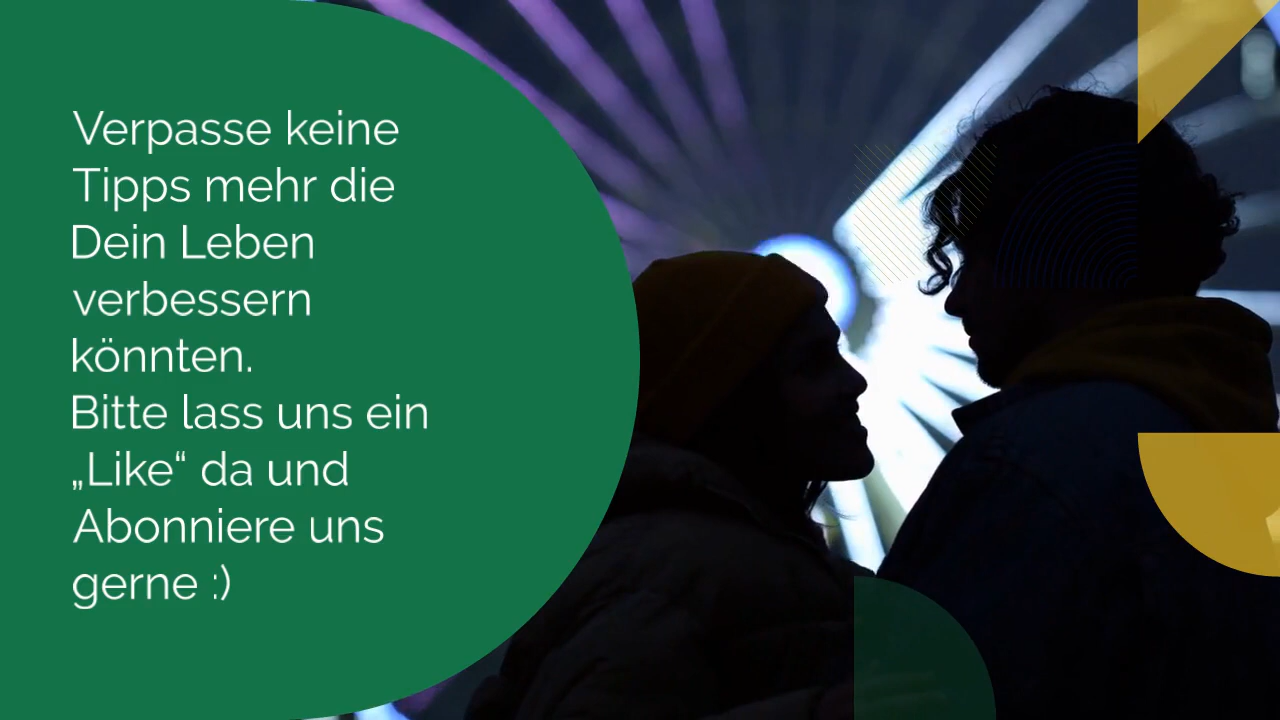 Verpasse keine
Tipps mehr die
Dein Leben
verbessern
könnten.
Bitte lass uns ein
„Like“ da und
Abonniere uns
gerne :)